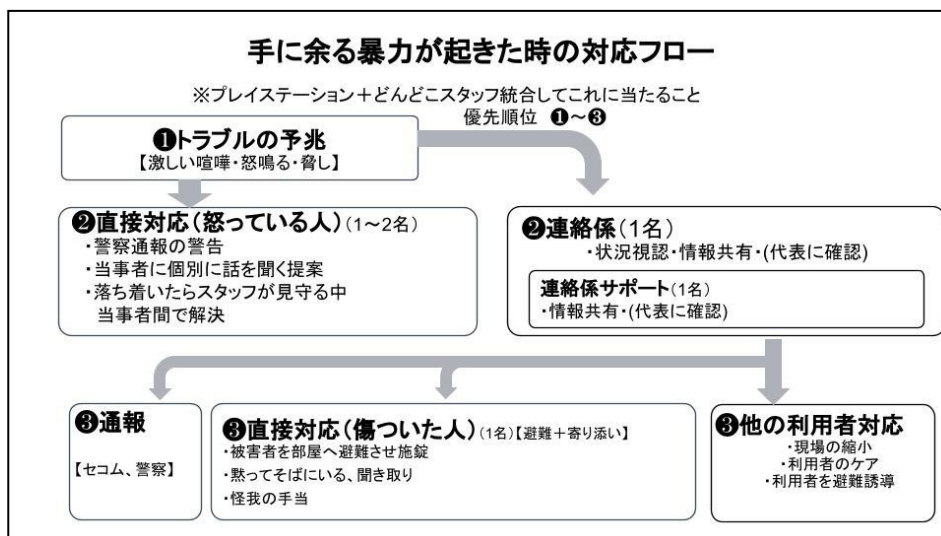 手に余る暴力が起きた時の対応フロー
※プレイステーション＋どんどこスタッフ統合してこれに当たること
優先順位 ❶～❸
❶トラブルの予兆
【激しい喧嘩・怒鳴る・脅し】
❷直接対応（怒っている人）（1～2名）
・警察通報の警告
・当事者に個別に話を聞く提案
・落ち着いたらスタッフが見守る中
当事者間で解決
❷連絡係（1名）
・状況視認・情報共有・(代表に確認)
連絡係サポート（1名）
・情報共有・(代表に確認)
❸通報
【セコム、警察】
❸直接対応（傷ついた人）（1名）【避難＋寄り添い】
・被害者を部屋へ避難させ施錠
・黙ってそばにいる、聞き取り
・怪我の手当
❸他の利用者対応
・現場の縮小
・利用者のケア
・利用者を避難誘導